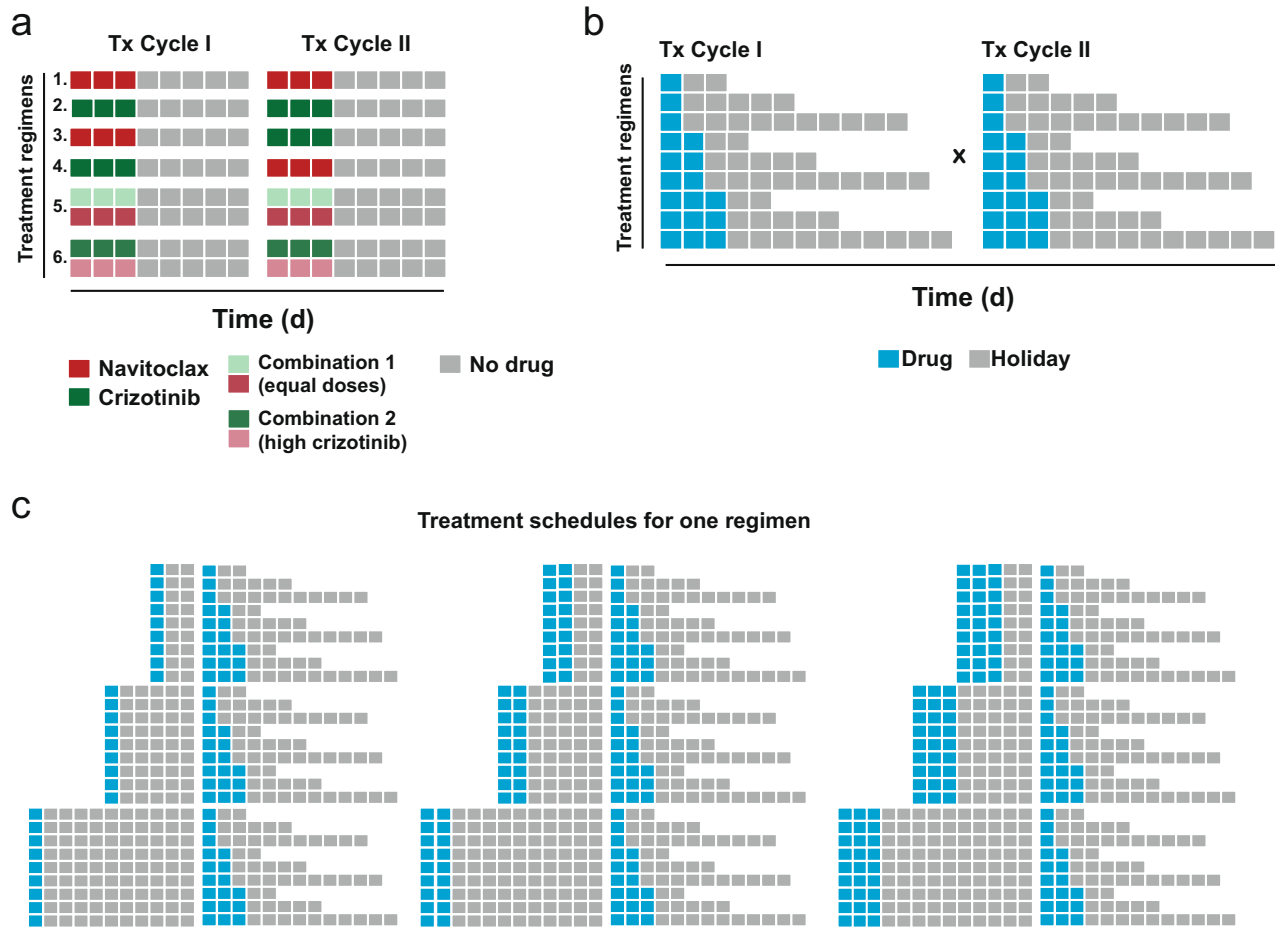 a
Tx Cycle I
Tx Cycle II
Treatment regimens
1.
2.
3.
4.
5.
6.
Time (d)
Navitoclax
Crizotinib
Combination 1
(equal doses)
Combination 2
(high crizotinib)
No drug
b
Tx Cycle I
Tx Cycle II
Treatment regimens
x
Time (d)
Drug
Holiday
c
Treatment schedules for one regimen